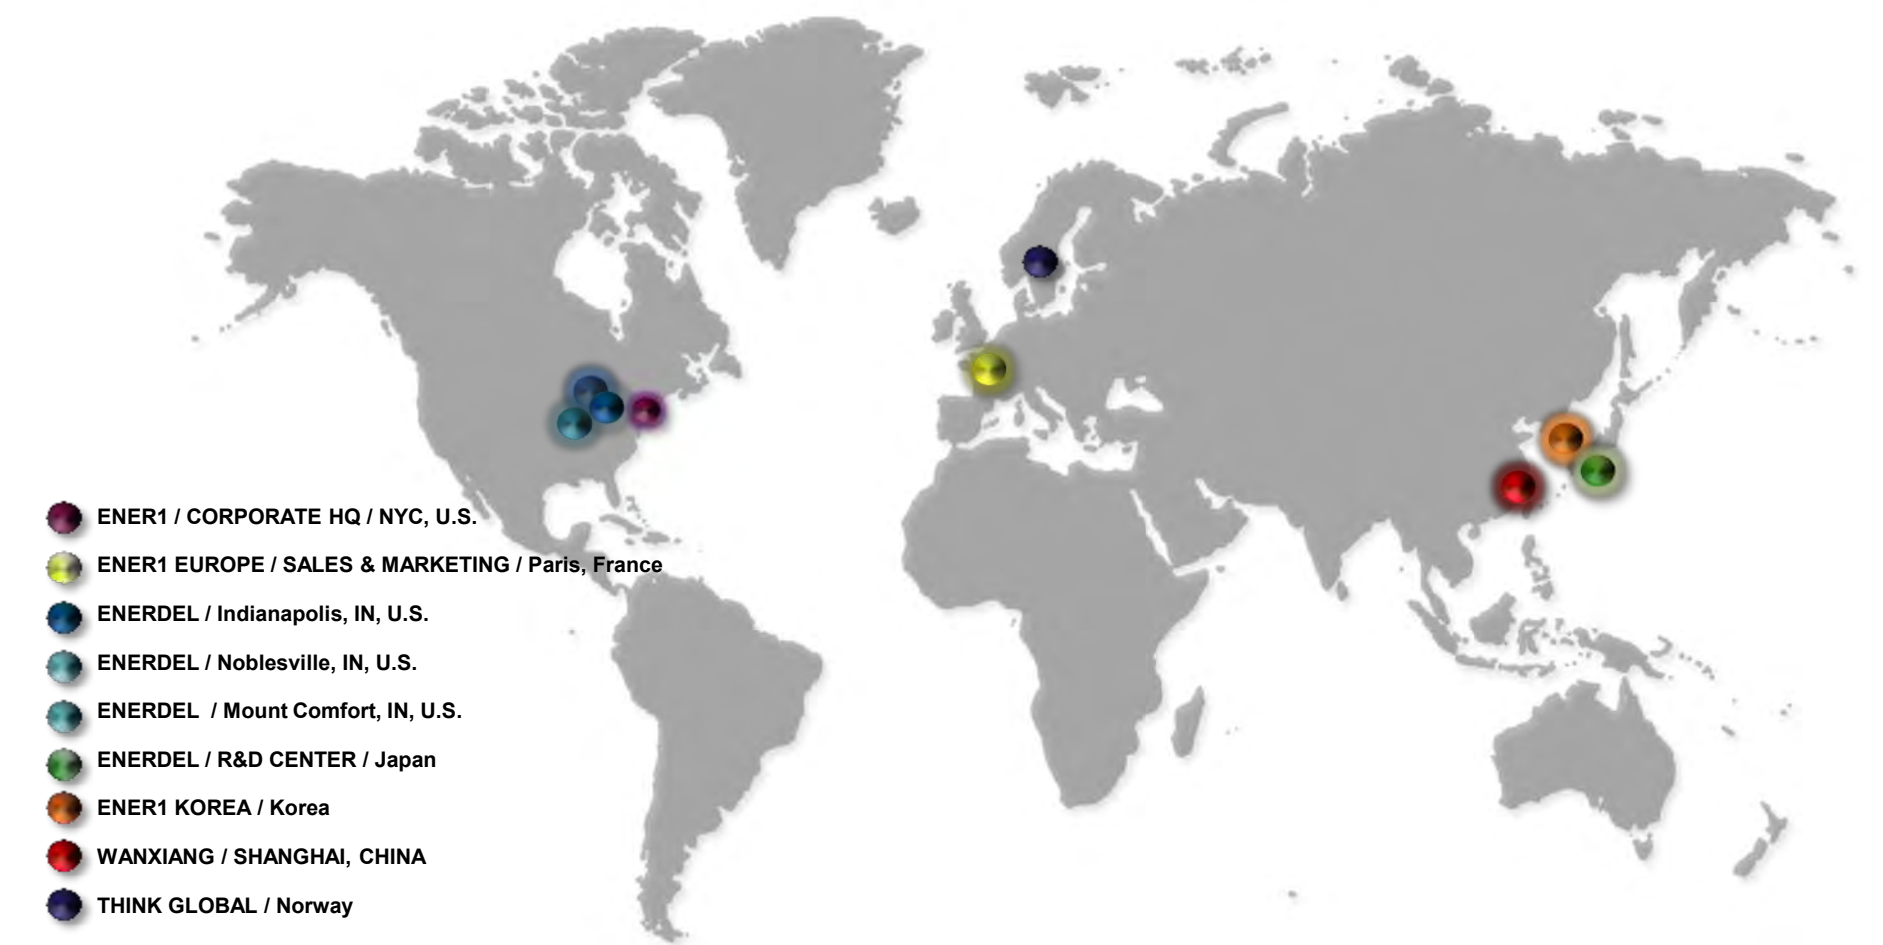 ENER1 / CORPORATE HQ / NYC, U.S.
ENER1 EUROPE / SALES & MARKETING / Paris, France
ENERDEL / Indianapolis, IN, U.S.
ENERDEL / Noblesville, IN, U.S.
ENERDEL / Mount Comfort, IN, U.S.
ENERDEL / R&D CENTER / Japan
ENER1 KOREA / Korea
WANXIANG / SHANGHAI, CHINA
THINK GLOBAL / Norway